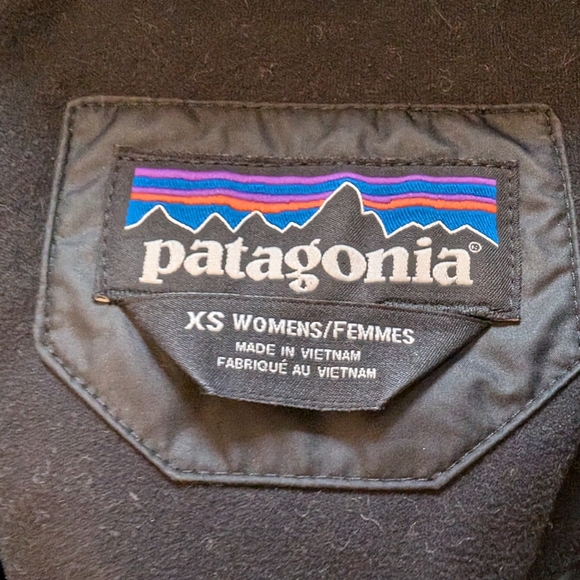 patagonia®
XS WOMENS/FEMMES
MADE IN VIETNAM
FABRIQUÉ AU VIETNAM